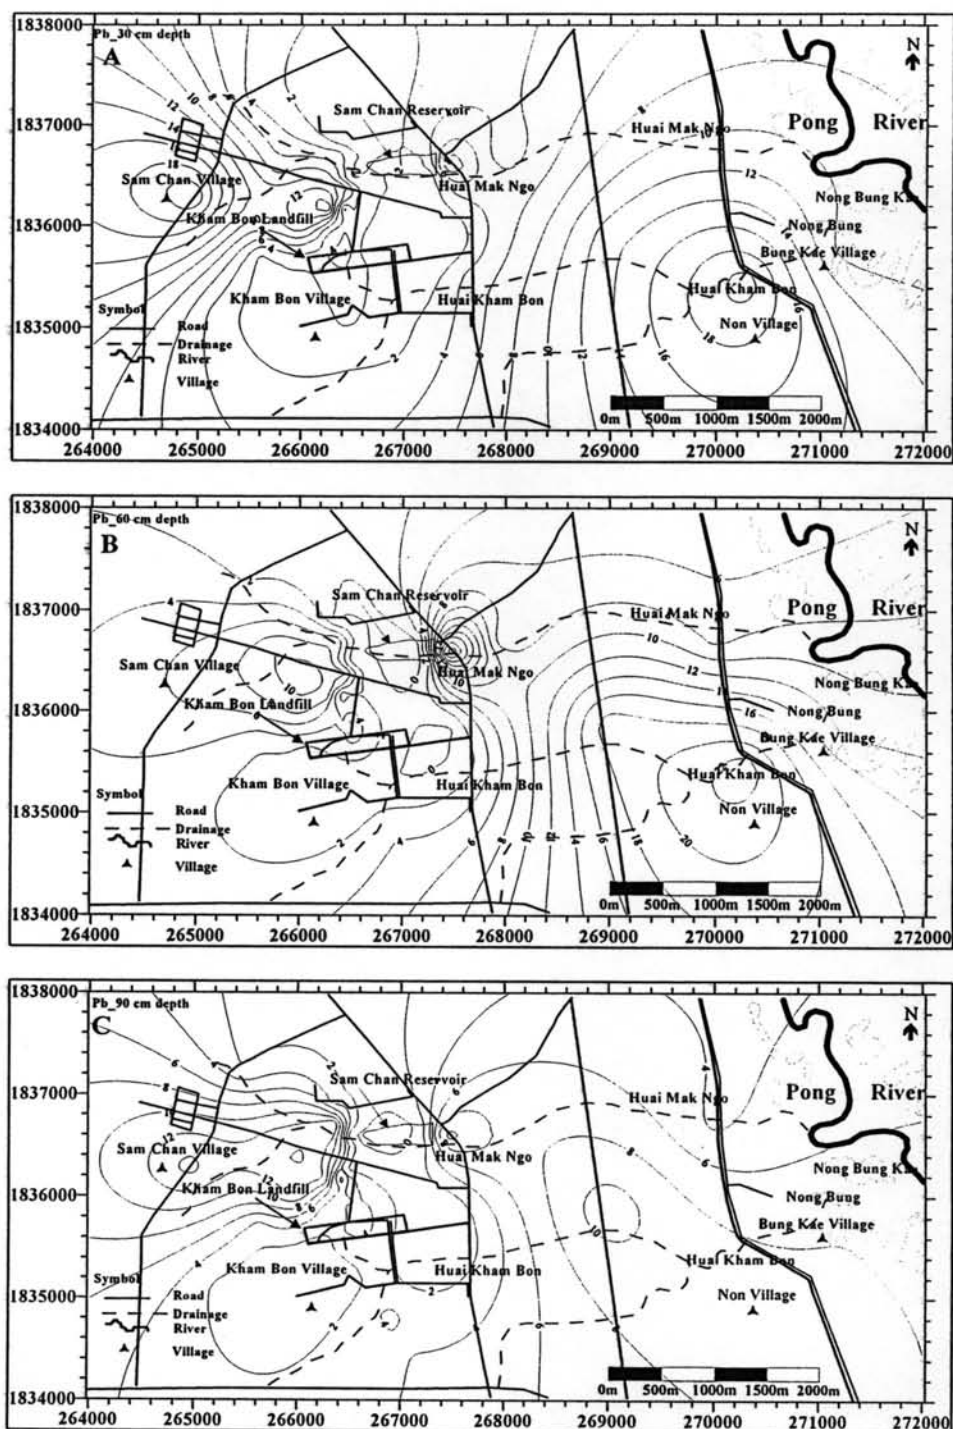 1838000
Pb_30 cm depth
A
N
Sam Chan Reservoir
Huai Mak Ngo
Pong River
1837000
Sam Chan Village
Huai Mak Ngo
Nong Bung
Kham Bon Landfill
Nong Bung
1836000
Bung Kae Village
Huai Kham Bon
Kham Bon Village
Huai Kham Bon
Symbol
Non Village
1835000
Road
Drainage
River
Village
0m 500m 1000m 1500m 2000m
1834000
264000 265000 266000 267000 268000 269000 270000 271000 272000
1838000
Pb_60 cm depth
B
N
Sam Chan Reservoir
Huai Mak Ngo
Pong River
1837000
Sam Chan Village
Huai Mak Ngo
Nong Bung
Kham Bon Landfill
Nong Bung
1836000
Bung Kae Village
Huai Kham Bon
Kham Bon Village
Huai Kham Bon
Symbol
Non Village
1835000
Road
Drainage
River
Village
0m 500m 1000m 1500m 2000m
1834000
264000 265000 266000 267000 268000 269000 270000 271000 272000
1838000
Pb_90 cm depth
C
N
Sam Chan Reservoir
Huai Mak Ngo
Pong River
1837000
Sam Chan Village
Huai Mak Ngo
Nong Bung
Kham Bon Landfill
Nong Bung
1836000
Bung Kae Village
Huai Kham Bon
Kham Bon Village
Huai Kham Bon
Symbol
Non Village
1835000
Road
Drainage
River
Village
0m 500m 1000m 1500m 2000m
1834000
264000 265000 266000 267000 268000 269000 270000 271000 272000